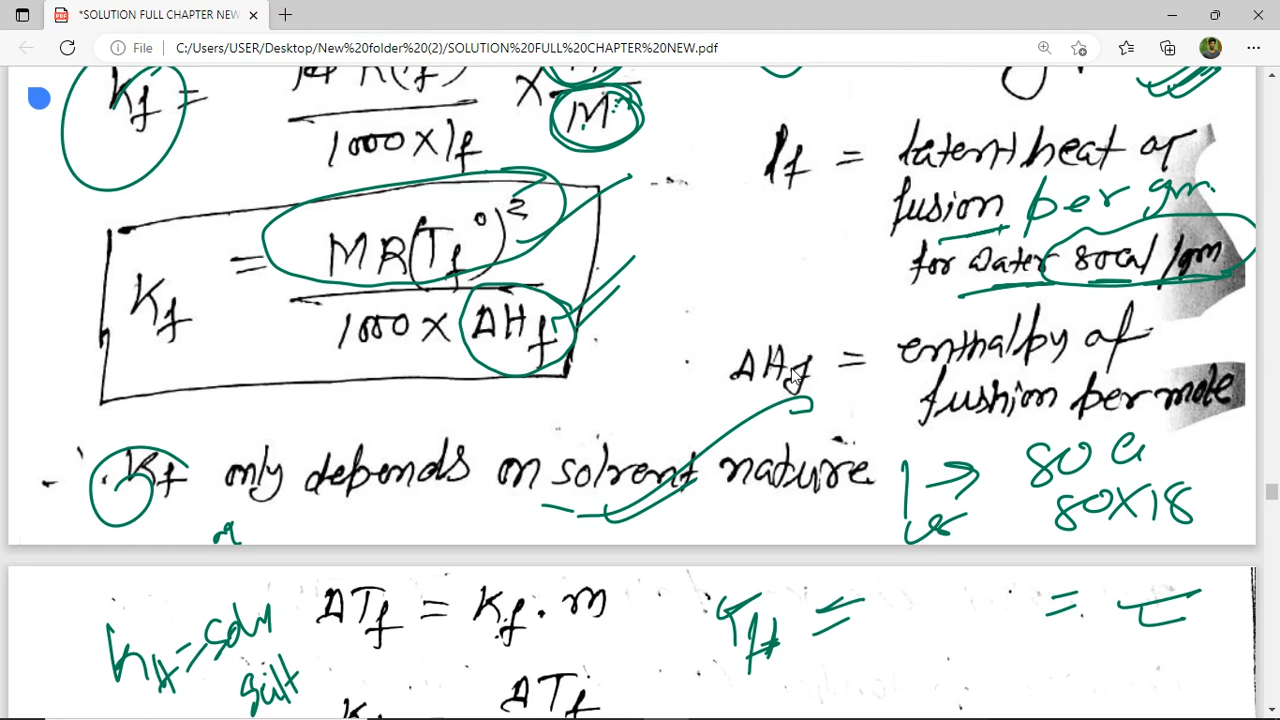 *SOLUTION FULL CHAPTER NEW
File C:/Users/USER/Desktop/New%20folder%20(2)/SOLUTION%20FULL%20CHAPTER%20NEW.pdf
Kf = R(Tf) × M
1000 × lf M
lf = latent heat of
fusion per gm.
for water 80cal/gm
Kf = MR(Tf°)²
1000 × ΔHf
ΔHf = enthalpy of
fushion per mole
Kf only depends on solvent nature.
80 c
80×18
ΔTf = Kf . m
Kf =
=
ΔTf